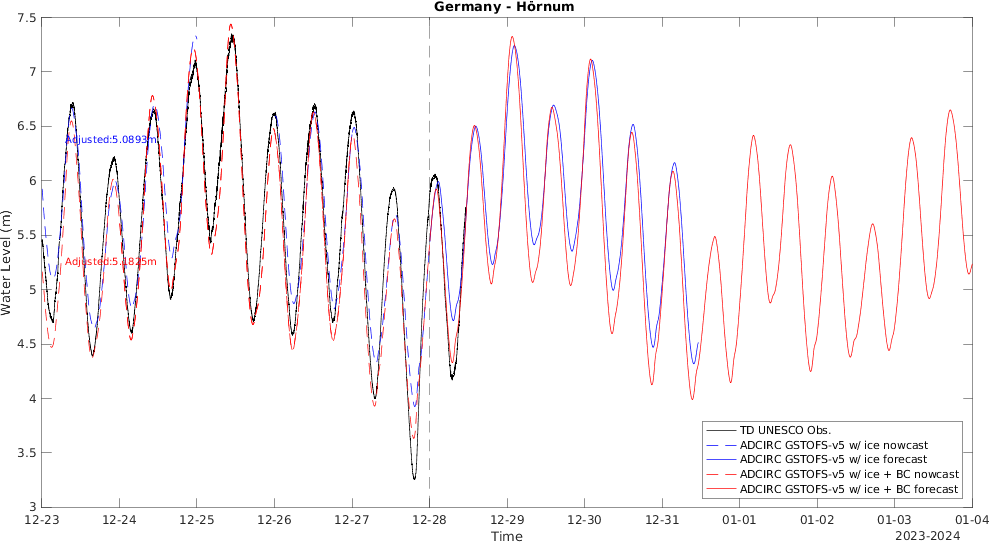 Germany - Hörnum
7.5
7
6.5
6
5.5
5
4.5
4
3.5
3
Water Level (m)
Adjusted:5.0893m
Adjusted:5.1825m
TD UNESCO Obs.
ADCIRC GSTOFS-v5 w/ ice nowcast
ADCIRC GSTOFS-v5 w/ ice forecast
ADCIRC GSTOFS-v5 w/ ice + BC nowcast
ADCIRC GSTOFS-v5 w/ ice + BC forecast
12-23 12-24 12-25 12-26 12-27 12-28 12-29 12-30 12-31 01-01 01-02 01-03 01-04
Time
2023-2024